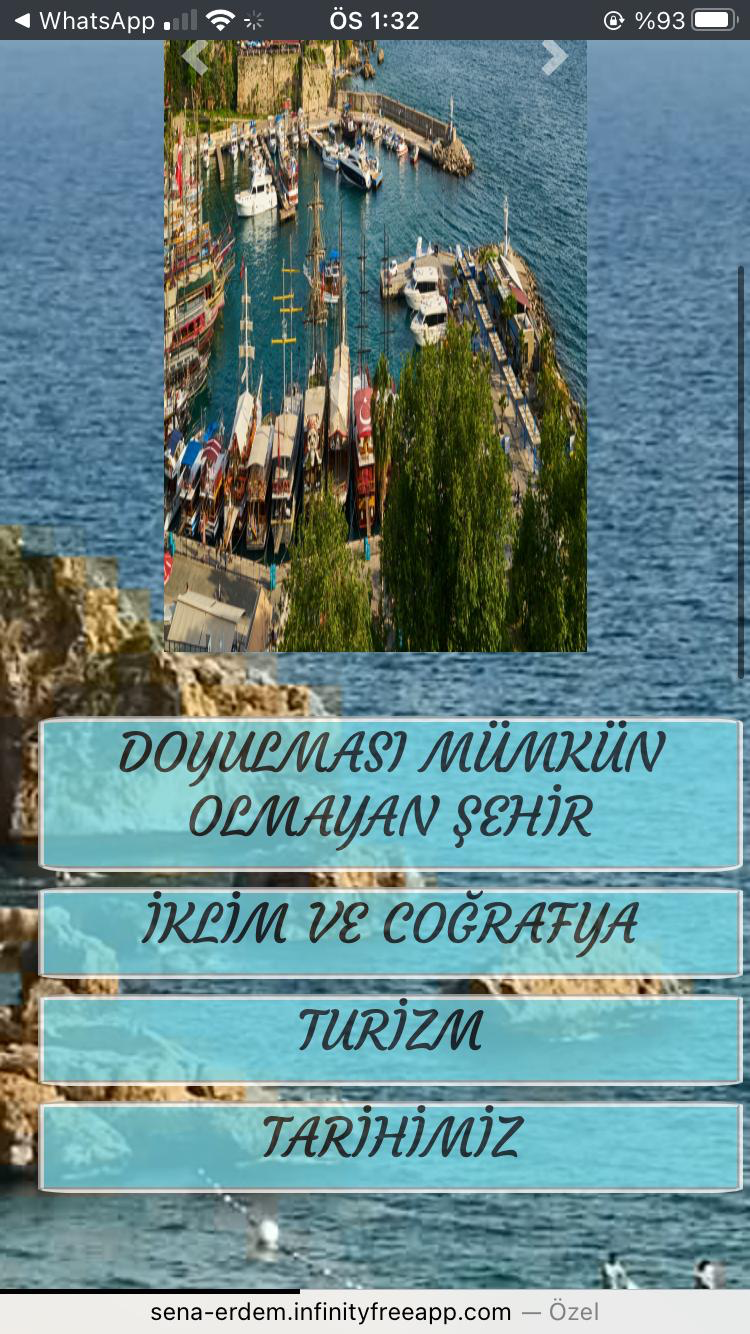 WhatsApp ÖS 1:32 %93
DOYULMASI MÜMKÜN
OLMAYAN ŞEHİR
İKLİM VE COĞRAFYA
TURİZM
TARİHİMİZ
sena-erdem.infinityfreeapp.com — Özel